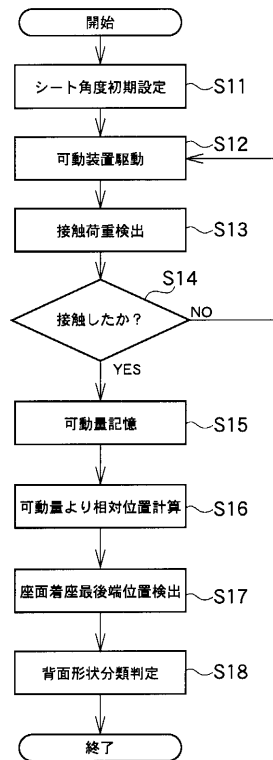 開始
シート角度初期設定
S11
可動装置駆動
S12
接触荷重検出
S13
接触したか?
S14
NO
YES
可動量記憶
S15
可動量より相対位置計算
S16
座面着座最後端位置検出
S17
背面形状分類判定
S18
終了